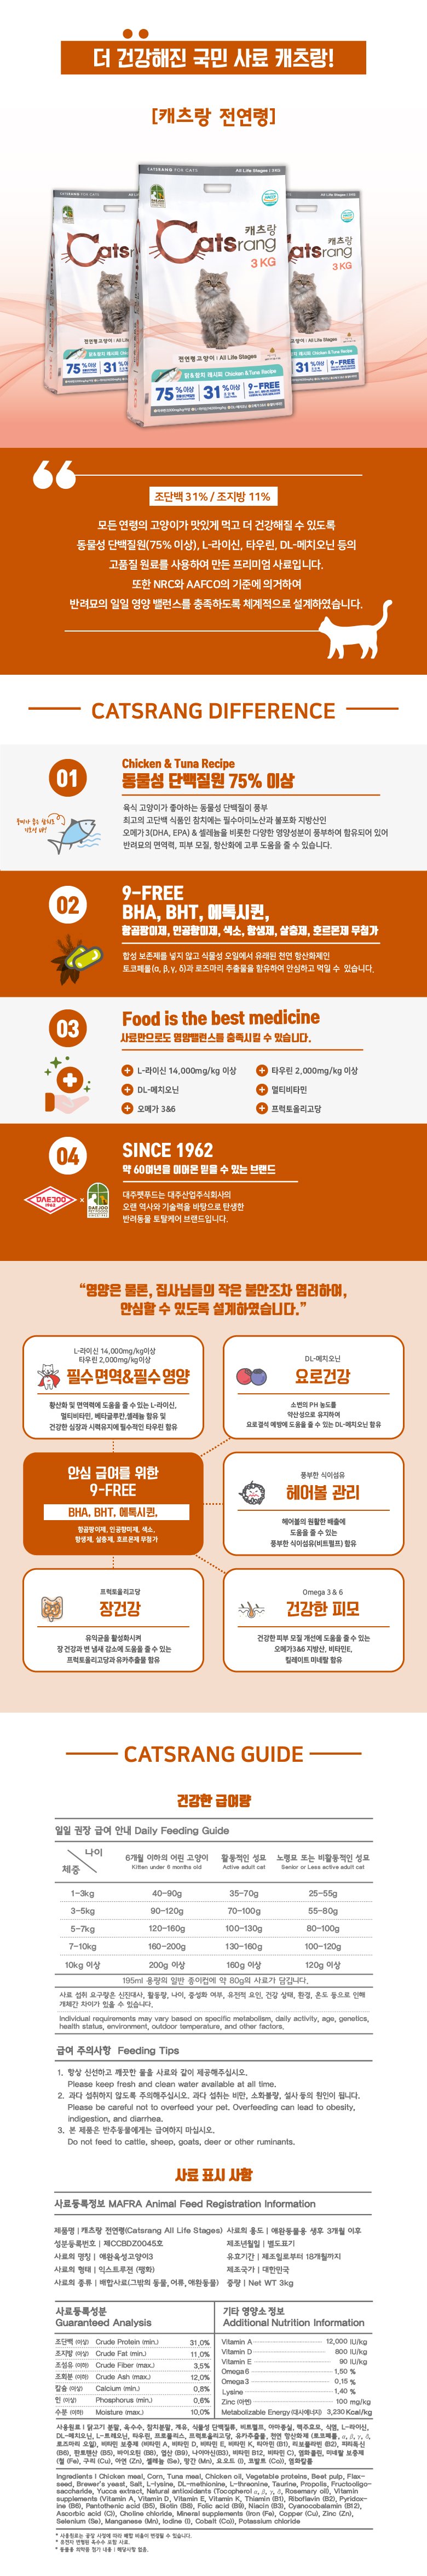 더 건강해진 국민 사료 캐츠랑!
[캐츠랑 전연령]
CATSRANG FOR CATS
All Life Stages | 3KG
Catsrang
캐츠랑
3KG
전연령 고양이 | All Life Stages
닭&참치 레시피 Chicken & Tuna Recipe
75%이상
31%이상
9-FREE
조단백 31% / 조지방 11%
모든 연령의 고양이가 맛있게 먹고 더 건강해질 수 있도록
동물성 단백질원(75% 이상), L-라이신, 타우린, DL-메치오닌 등의
고품질 원료를 사용하여 만든 프리미엄 사료입니다.
또한 NRC와 AAFCO의 기준에 의거하여
반려묘의 일일 영양 밸런스를 충족하도록 체계적으로 설계하였습니다.
CATSRANG DIFFERENCE
01
Chicken & Tuna Recipe
동물성 단백질원 75% 이상
육식 고양이가 좋아하는 동물성 단백질이 풍부
최고의 고단백 식품인 참치에는 필수아미노산과 불포화 지방산인
오메가 3(DHA, EPA) & 셀레늄을 비롯한 다양한 영양성분이 풍부하여 함유되어 있어
반려묘의 면역력, 피부 모질, 항산화에 고루 도움을 줄 수 있습니다.
02
9-FREE
BHA, BHT, 에톡시퀸,
항곰팡이제, 인공향미제, 색소, 항생제, 살충제, 호르몬제 무첨가
합성 보존제를 넣지 않고 식물성 오일에서 유래된 천연 항산화제인
토코페롤(α, β, γ, δ)과 로즈마리 추출물을 함유하여 안심하고 먹일 수 있습니다.
03
Food is the best medicine
사료만으로도 영양밸런스를 충족시킬 수 있습니다.
L-라이신 14,000mg/kg 이상
타우린 2,000mg/kg 이상
DL-메치오닌
멀티비타민
오메가 3&6
프락토올리고당
04
SINCE 1962
약 60여년을 이어온 믿을 수 있는 브랜드
DAEJOO
1962
×
DAEJOO
대주펫푸드는 대주산업주식회사의
오랜 역사와 기술력을 바탕으로 탄생한
반려동물 토탈케어 브랜드입니다.
“영양은 물론, 집사님들의 작은 불안조차 염려하여,
안심할 수 있도록 설계하였습니다.”
L-라이신 14,000mg/kg이상
타우린 2,000mg/kg이상
필수면역&필수영양
항산화 및 면역력에 도움을 줄 수 있는 L-라이신,
멀티비타민, 베타글루칸,셀레늄 함유 및
건강한 심장과 시력유지에 필수적인 타우린 함유
DL-메치오닌
요로건강
소변의 PH 농도를
약산성으로 유지하여
요로결석 예방에 도움을 줄 수 있는 DL-메치오닌 함유
안심 급여를 위한
9-FREE
BHA, BHT, 에톡시퀸,
항곰팡이제, 인공향미제, 색소,
항생제, 살충제, 호르몬제 무첨가
풍부한 식이섬유
헤어볼 관리
헤어볼의 원활한 배출에
도움을 줄 수 있는
풍부한 식이섬유(비트펄프) 함유
프락토올리고당
장건강
유익균을 활성화시켜
장 건강과 변 냄새 감소에 도움을 줄 수 있는
프락토올리고당과 유카추출물 함유
Omega 3 & 6
건강한 피모
건강한 피부 모질 개선에 도움을 줄 수 있는
오메가3&6 지방산, 비타민E,
킬레이트 미네랄 함유
CATSRANG GUIDE
건강한 급여량
일일 권장 급여 안내 Daily Feeding Guide
나이
체중
6개월 이하의 어린 고양이 활동적인 성묘 노령묘 또는 비활동적인 성묘
Kitten under 6 months old Active adult cat Senior or Less active adult cat
1-3kg 40-90g 35-70g 25-55g
3-5kg 90-120g 70-100g 55-80g
5-7kg 120-160g 100-130g 80-100g
7-10kg 160-200g 130-160g 100-120g
10kg 이상 200g 이상 160g 이상 120g 이상
195ml 용량의 일반 종이컵에 약 80g의 사료가 담깁니다.
사료 섭취 요구량은 신진대사, 활동량, 나이, 중성화 여부, 유전적 요인, 건강 상태, 환경, 온도 등으로 인해
개체간 차이가 있을 수 있습니다.
Individual requirements may vary based on specific metabolism, daily activity, age, genetics,
health status, environment, outdoor temperature, and other factors.
급여 주의사항 Feeding Tips
1. 항상 신선하고 깨끗한 물을 사료와 같이 제공해주십시오.
Please keep fresh and clean water available at all time.
2. 과다 섭취하지 않도록 주의해주십시오. 과다 섭취는 비만, 소화불량, 설사 등의 원인이 됩니다.
Please be careful not to overfeed your pet. Overfeeding can lead to obesity,
indigestion, and diarrhea.
3. 본 제품은 반추동물에게는 급여하지 마십시오.
Do not feed to cattle, sheep, goats, deer or other ruminants.
사료 표시 사항
사료등록정보 MAFRA Animal Feed Registration Information
제품명 | 캐츠랑 전연령(Catsrang All Life Stages) 사료의 용도 | 애완동물용 생후 3개월 이후
성분등록번호 | 제CCBDZ0045호 제조년월일 | 별도표기
사료의 명칭 | 애완육성고양이3 유효기간 | 제조일로부터 18개월까지
사료의 형태 | 익스트루젼 (팽화) 제조국가 | 대한민국
사료의 종류 | 배합사료(그밖의 동물, 어류, 애완동물) 중량 | Net WT 3kg
사료등록성분
Guaranteed Analysis
조단백 (이상) Crude Protein (min.) 31.0%
조지방 (이상) Crude Fat (min.) 11.0%
조섬유 (이하) Crude Fiber (max.) 3.5%
조회분 (이하) Crude Ash (max.) 12.0%
칼슘 (이상) Calcium (min.) 0.8%
인 (이상) Phosphorus (min.) 0.6%
수분 (이하) Moisture (max.) 10.0%
기타 영양소 정보
Additional Nutrition Information
Vitamin A 12,000 IU/kg
Vitamin D 800 IU/kg
Vitamin E 90 IU/kg
Omega6 1.50 %
Omega3 0.15 %
Lysine 1.40 %
Zinc (아연) 100 mg/kg
Metabolizable Energy (대사에너지) 3,230 Kcal/kg
사용원료 | 닭고기 분말, 옥수수, 참치분말, 계유, 식물성 단백질류, 비트펄프, 아마종실, 맥주효모, 식염, L-라이신,
DL-메티오닌, L-트레오닌, 타우린, 프로폴리스, 프락토올리고당, 유카추출물, 천연 항산화제 (토코페롤, α, β, γ, δ,
로즈마리 오일), 비타민 보충제 (비타민 A, 비타민 D, 비타민 E, 비타민 K, 티아민 (B1), 리보플라빈 (B2), 피리독신
(B6), 판토텐산 (B5), 바이오틴 (B8), 엽산 (B9), 나이아신(B3), 비타민 B12, 비타민 C), 염화콜린, 미네랄 보충제
(철 (Fe), 구리 (Cu), 아연 (Zn), 셀레늄 (Se), 망간 (Mn), 요오드 (I), 코발트 (Co)), 염화칼륨
Ingredients | Chicken meal, Corn, Tuna meal, Chicken oil, Vegetable proteins, Beet pulp, Flax-
seed, Brewer's yeast, Salt, L-lysine, DL-methionine, L-threonine, Taurine, Propolis, Fructooligo-
saccharide, Yucca extract, Natural antioxidants (Tocopherol α, β, γ, δ, Rosemary oil), Vitamin
supplements (Vitamin A, Vitamin D, Vitamin E, Vitamin K, Thiamin (B1), Riboflavin (B2), Pyridox-
ine (B6), Pantothenic acid (B5), Biotin (B8), Folic acid (B9), Niacin (B3), Cyanocobalamin (B12),
Ascorbic acid (C)), Choline chloride, Mineral supplements (Iron (Fe), Copper (Cu), Zinc (Zn),
Selenium (Se), Manganese (Mn), Iodine (I), Cobalt (Co)), Potassium chloride
* 사용원료는 공장 사정에 따라 배합 비율이 변경될 수 있습니다.
* 유전자 변형된 옥수수 포함 사료.
* 동물용 의약품 첨가 내용 | 해당사항 없음.